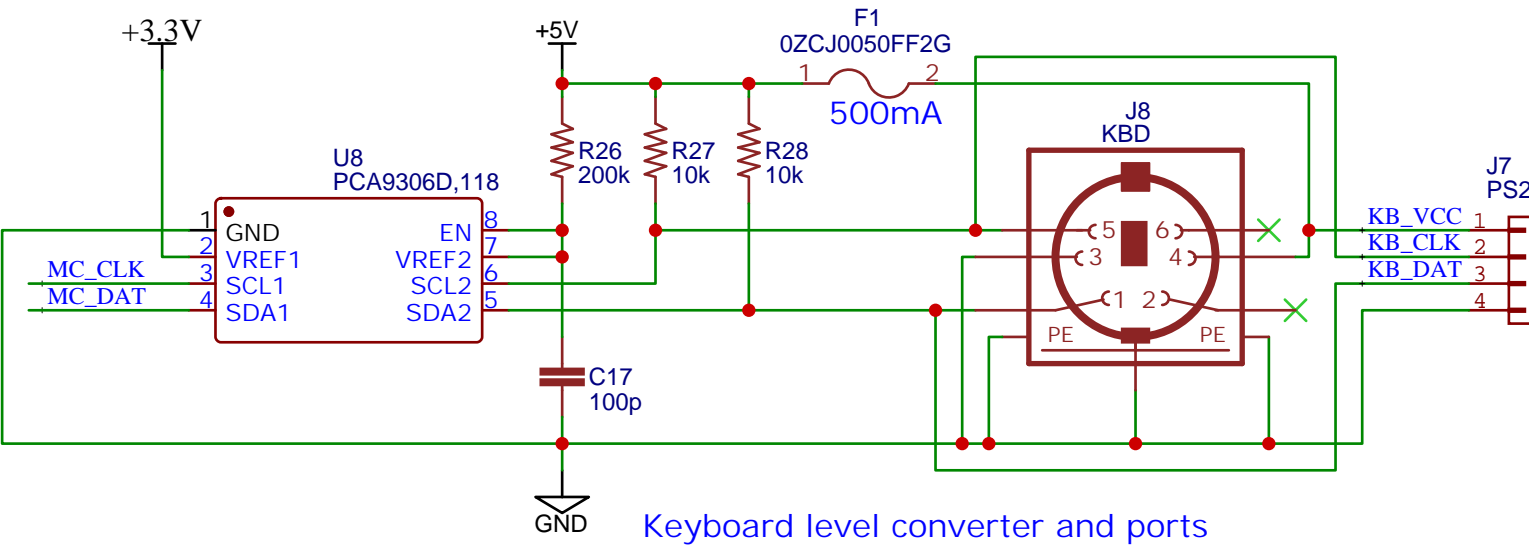 F1
0ZCJ0050FF2G
+3.3V
+5V
1 2
500mA
J8
KBD
R26
200k
R27
10k
R28
10k
U8
PCA9306D,118
J7
PS2
1 GND EN 8
2 VREF1 VREF2 7
3 SCL1 SCL2 6
4 SDA1 SDA2 5
MC_CLK
MC_DAT
5 6
3 4
1 2
PE PE
KB_VCC 1
KB_CLK 2
KB_DAT 3
4
C17
100p
GND
Keyboard level converter and ports